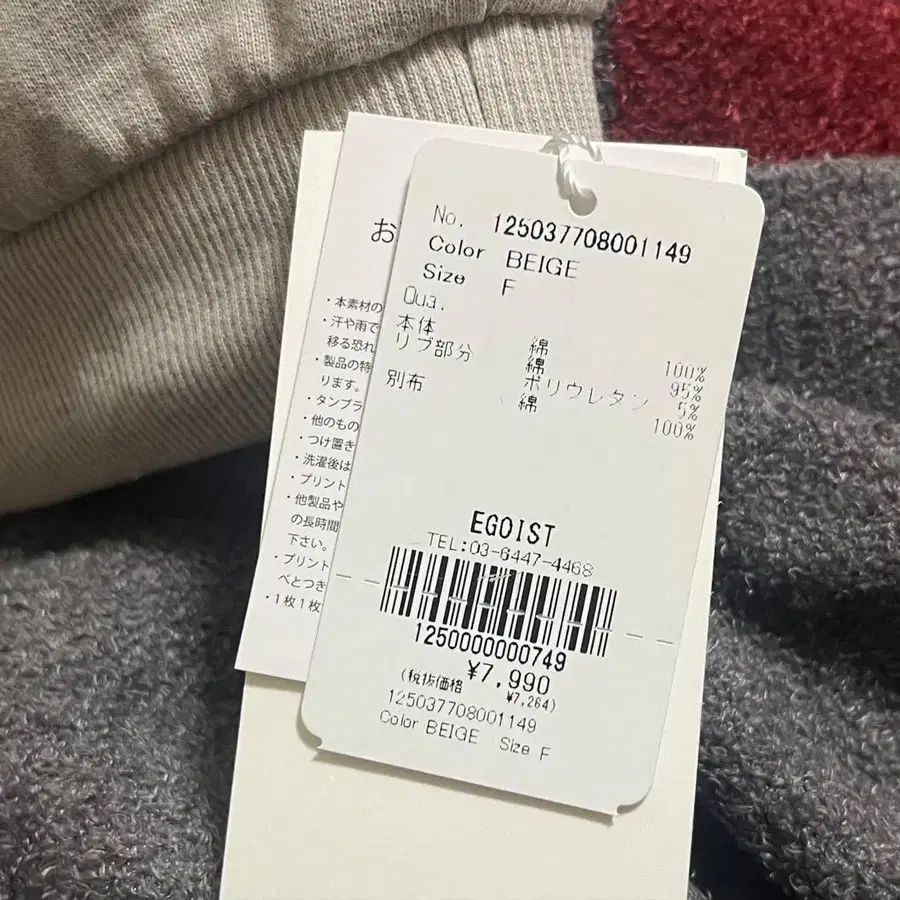 No. 125037708001149
Color BEIGE
Size F
Qua.
本体 綿 100%
リブ部分 綿 95%
ポリウレタン 5%
別布 綿 100%
EGOIST
TEL:03-6447-4468
1250000000749
¥7,990
(税抜価格 ¥7,264)
125037708001149
Color BEIGE Size F
お
・本素材の
・汗や雨で
移る恐れ
・製品の特
ります。
・タンブラ
・他のもの
・つけ置き
・洗濯後は
・プリント
・他製品や
の長時間
下さい。
・プリント
べとつき
・1枚1枚